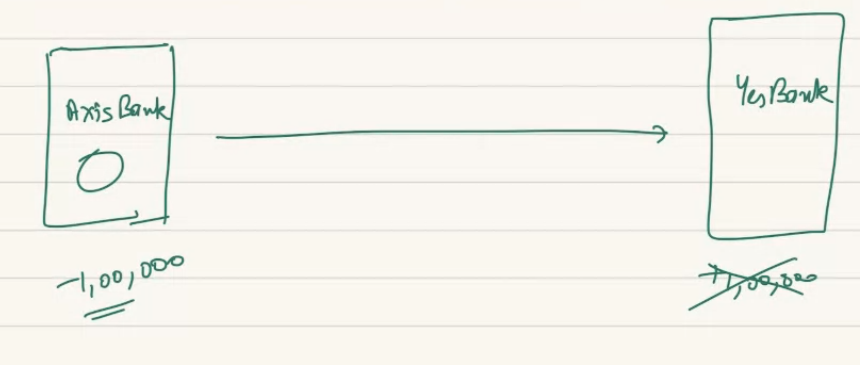 Axis Bank
Yes Bank
-1,00,000
+1,00,000